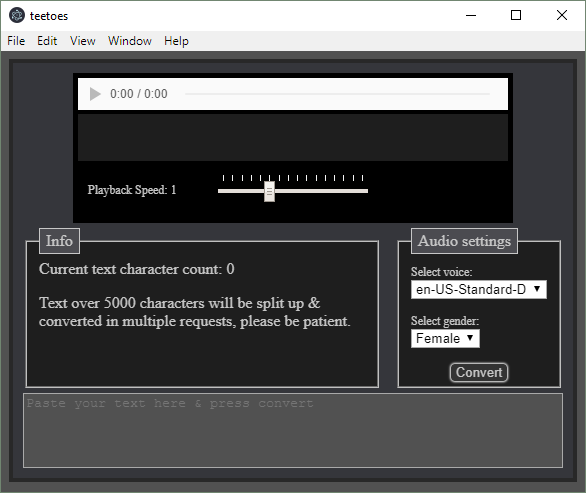 teetoes
File Edit View Window Help
0:00 / 0:00
Playback Speed: 1
Info
Current text character count: 0
Text over 5000 characters will be split up &
converted in multiple requests, please be patient.
Audio settings
Select voice:
en-US-Standard-D
Select gender:
Female
Convert
Paste your text here & press convert